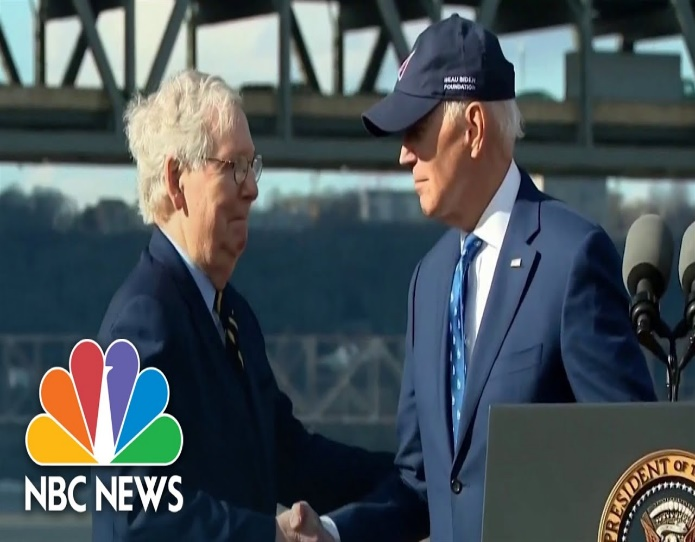 BEAU BIDEN
FOUNDATION
NBC NEWS
PRESIDENT OF T